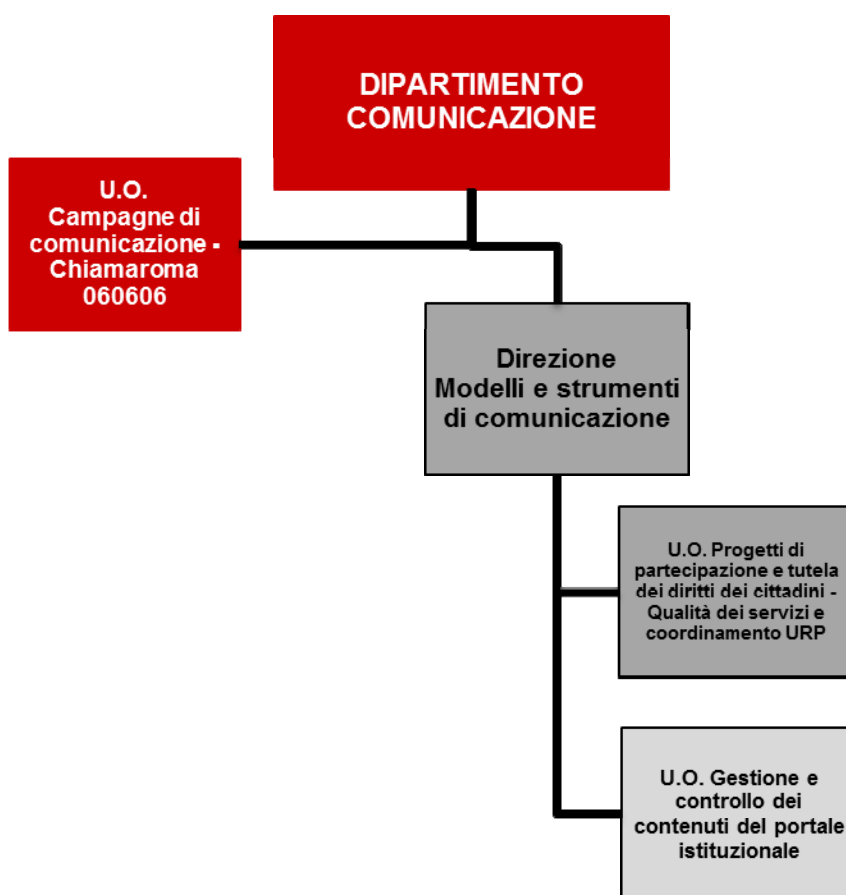 DIPARTIMENTO
COMUNICAZIONE
U.O.
Campagne di
comunicazione -
Chiamaroma
060606
Direzione
Modelli e strumenti
di comunicazione
U.O. Progetti di
partecipazione e tutela
dei diritti dei cittadini -
Qualità dei servizi e
coordinamento URP
U.O. Gestione e
controllo dei
contenuti del portale
istituzionale